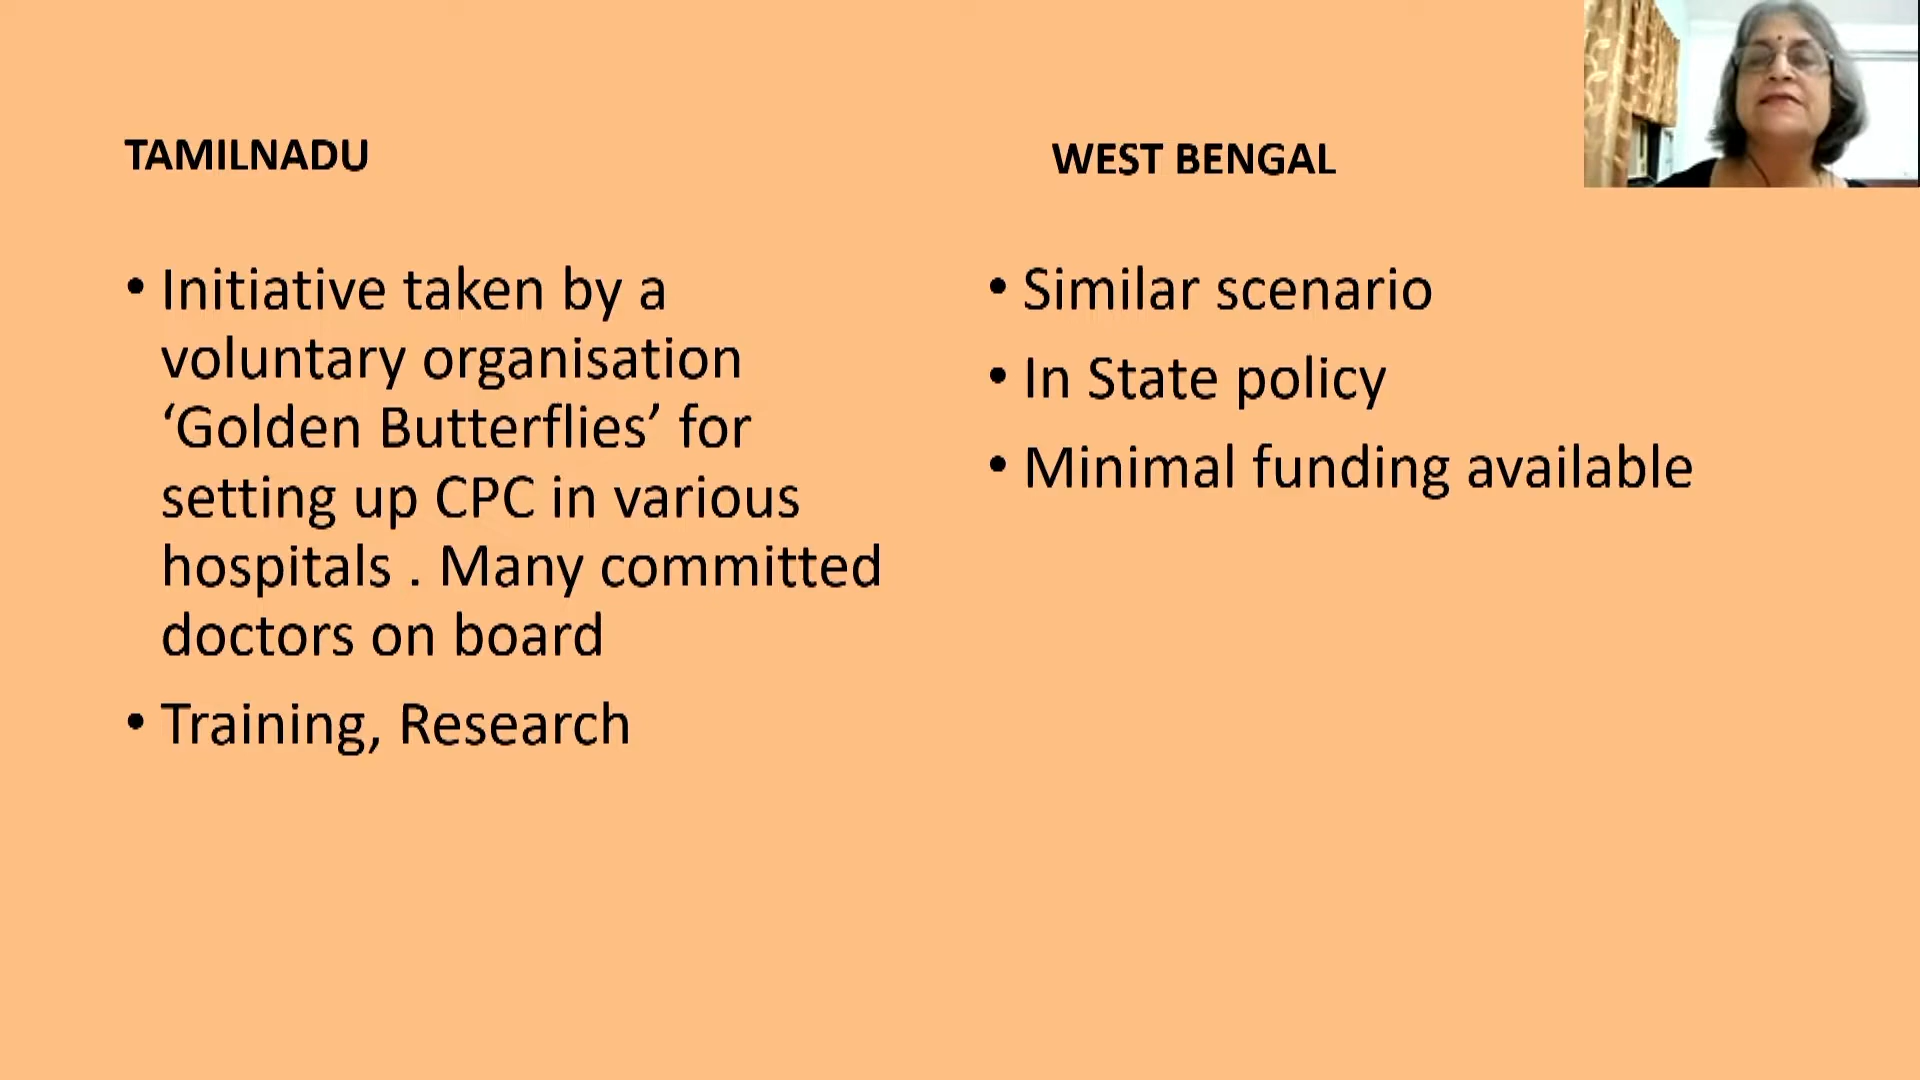 TAMILNADU
• Initiative taken by a
voluntary organisation
‘Golden Butterflies’ for
setting up CPC in various
hospitals . Many committed
doctors on board
• Training, Research
WEST BENGAL
• Similar scenario
• In State policy
• Minimal funding available